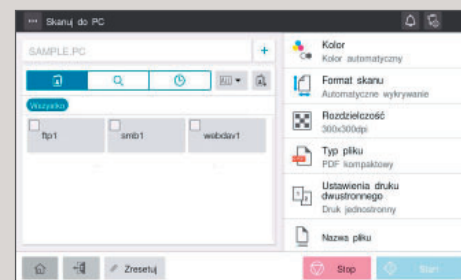 Skanuj do PC
SAMPLE.PC
+
Wszystko
ftp1
smb1
webdav1
Kolor
Kolor automatyczny
Format skanu
Automatyczne wykrywanie
Rozdzielczość
300x300dpi
Typ pliku
PDF kompaktowy
Ustawienia druku
dwustronnego
Druk jednostronny
Nazwa pliku
Zresetuj
Stop
Start